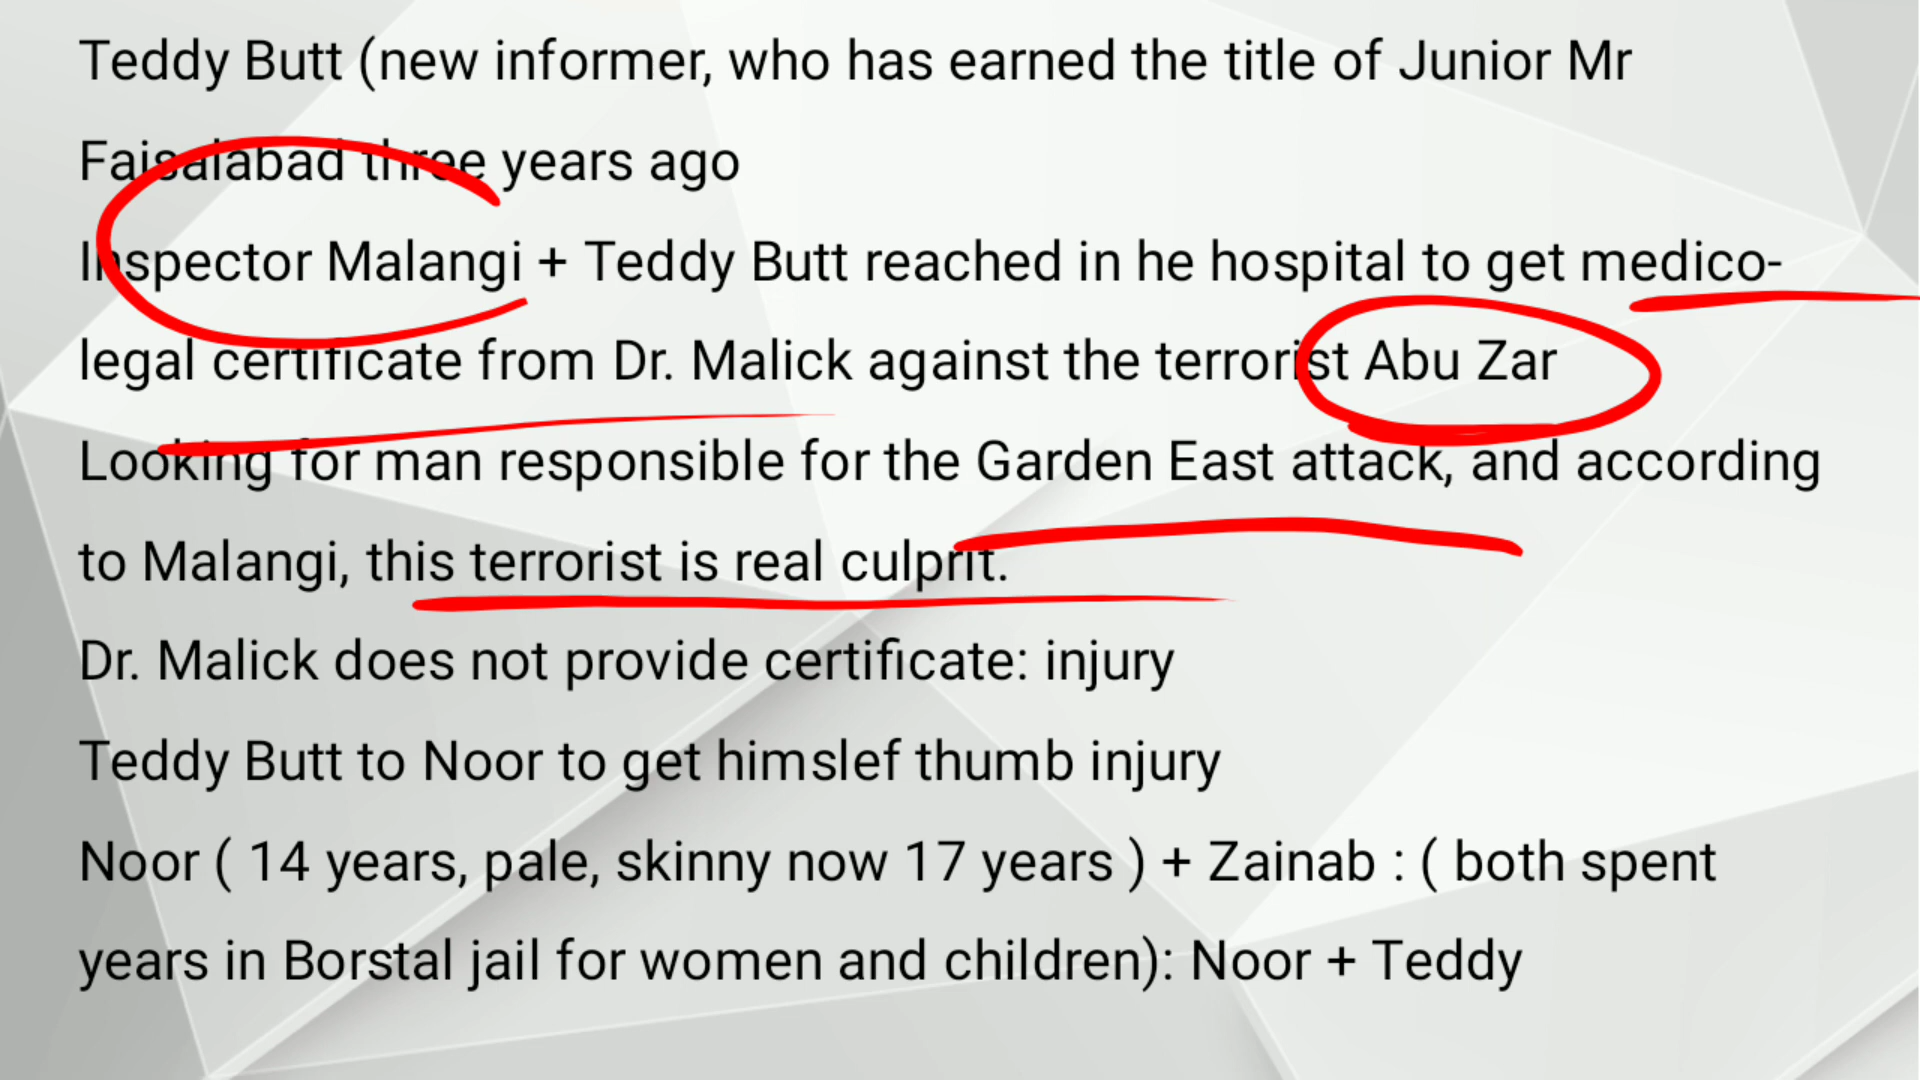 Teddy Butt (new informer, who has earned the title of Junior Mr
Faisalabad three years ago
Inspector Malangi + Teddy Butt reached in he hospital to get medico-
legal certificate from Dr. Malick against the terrorist Abu Zar
Looking for man responsible for the Garden East attack, and according
to Malangi, this terrorist is real culprit.
Dr. Malick does not provide certificate: injury
Teddy Butt to Noor to get himslef thumb injury
Noor ( 14 years, pale, skinny now 17 years ) + Zainab : ( both spent
years in Borstal jail for women and children): Noor + Teddy